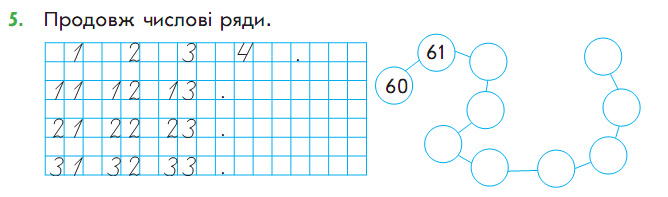 5. Продовж числові ряди.
1 2 3 4 .
11 12 13 .
21 22 23 .
31 32 33 .
61
60